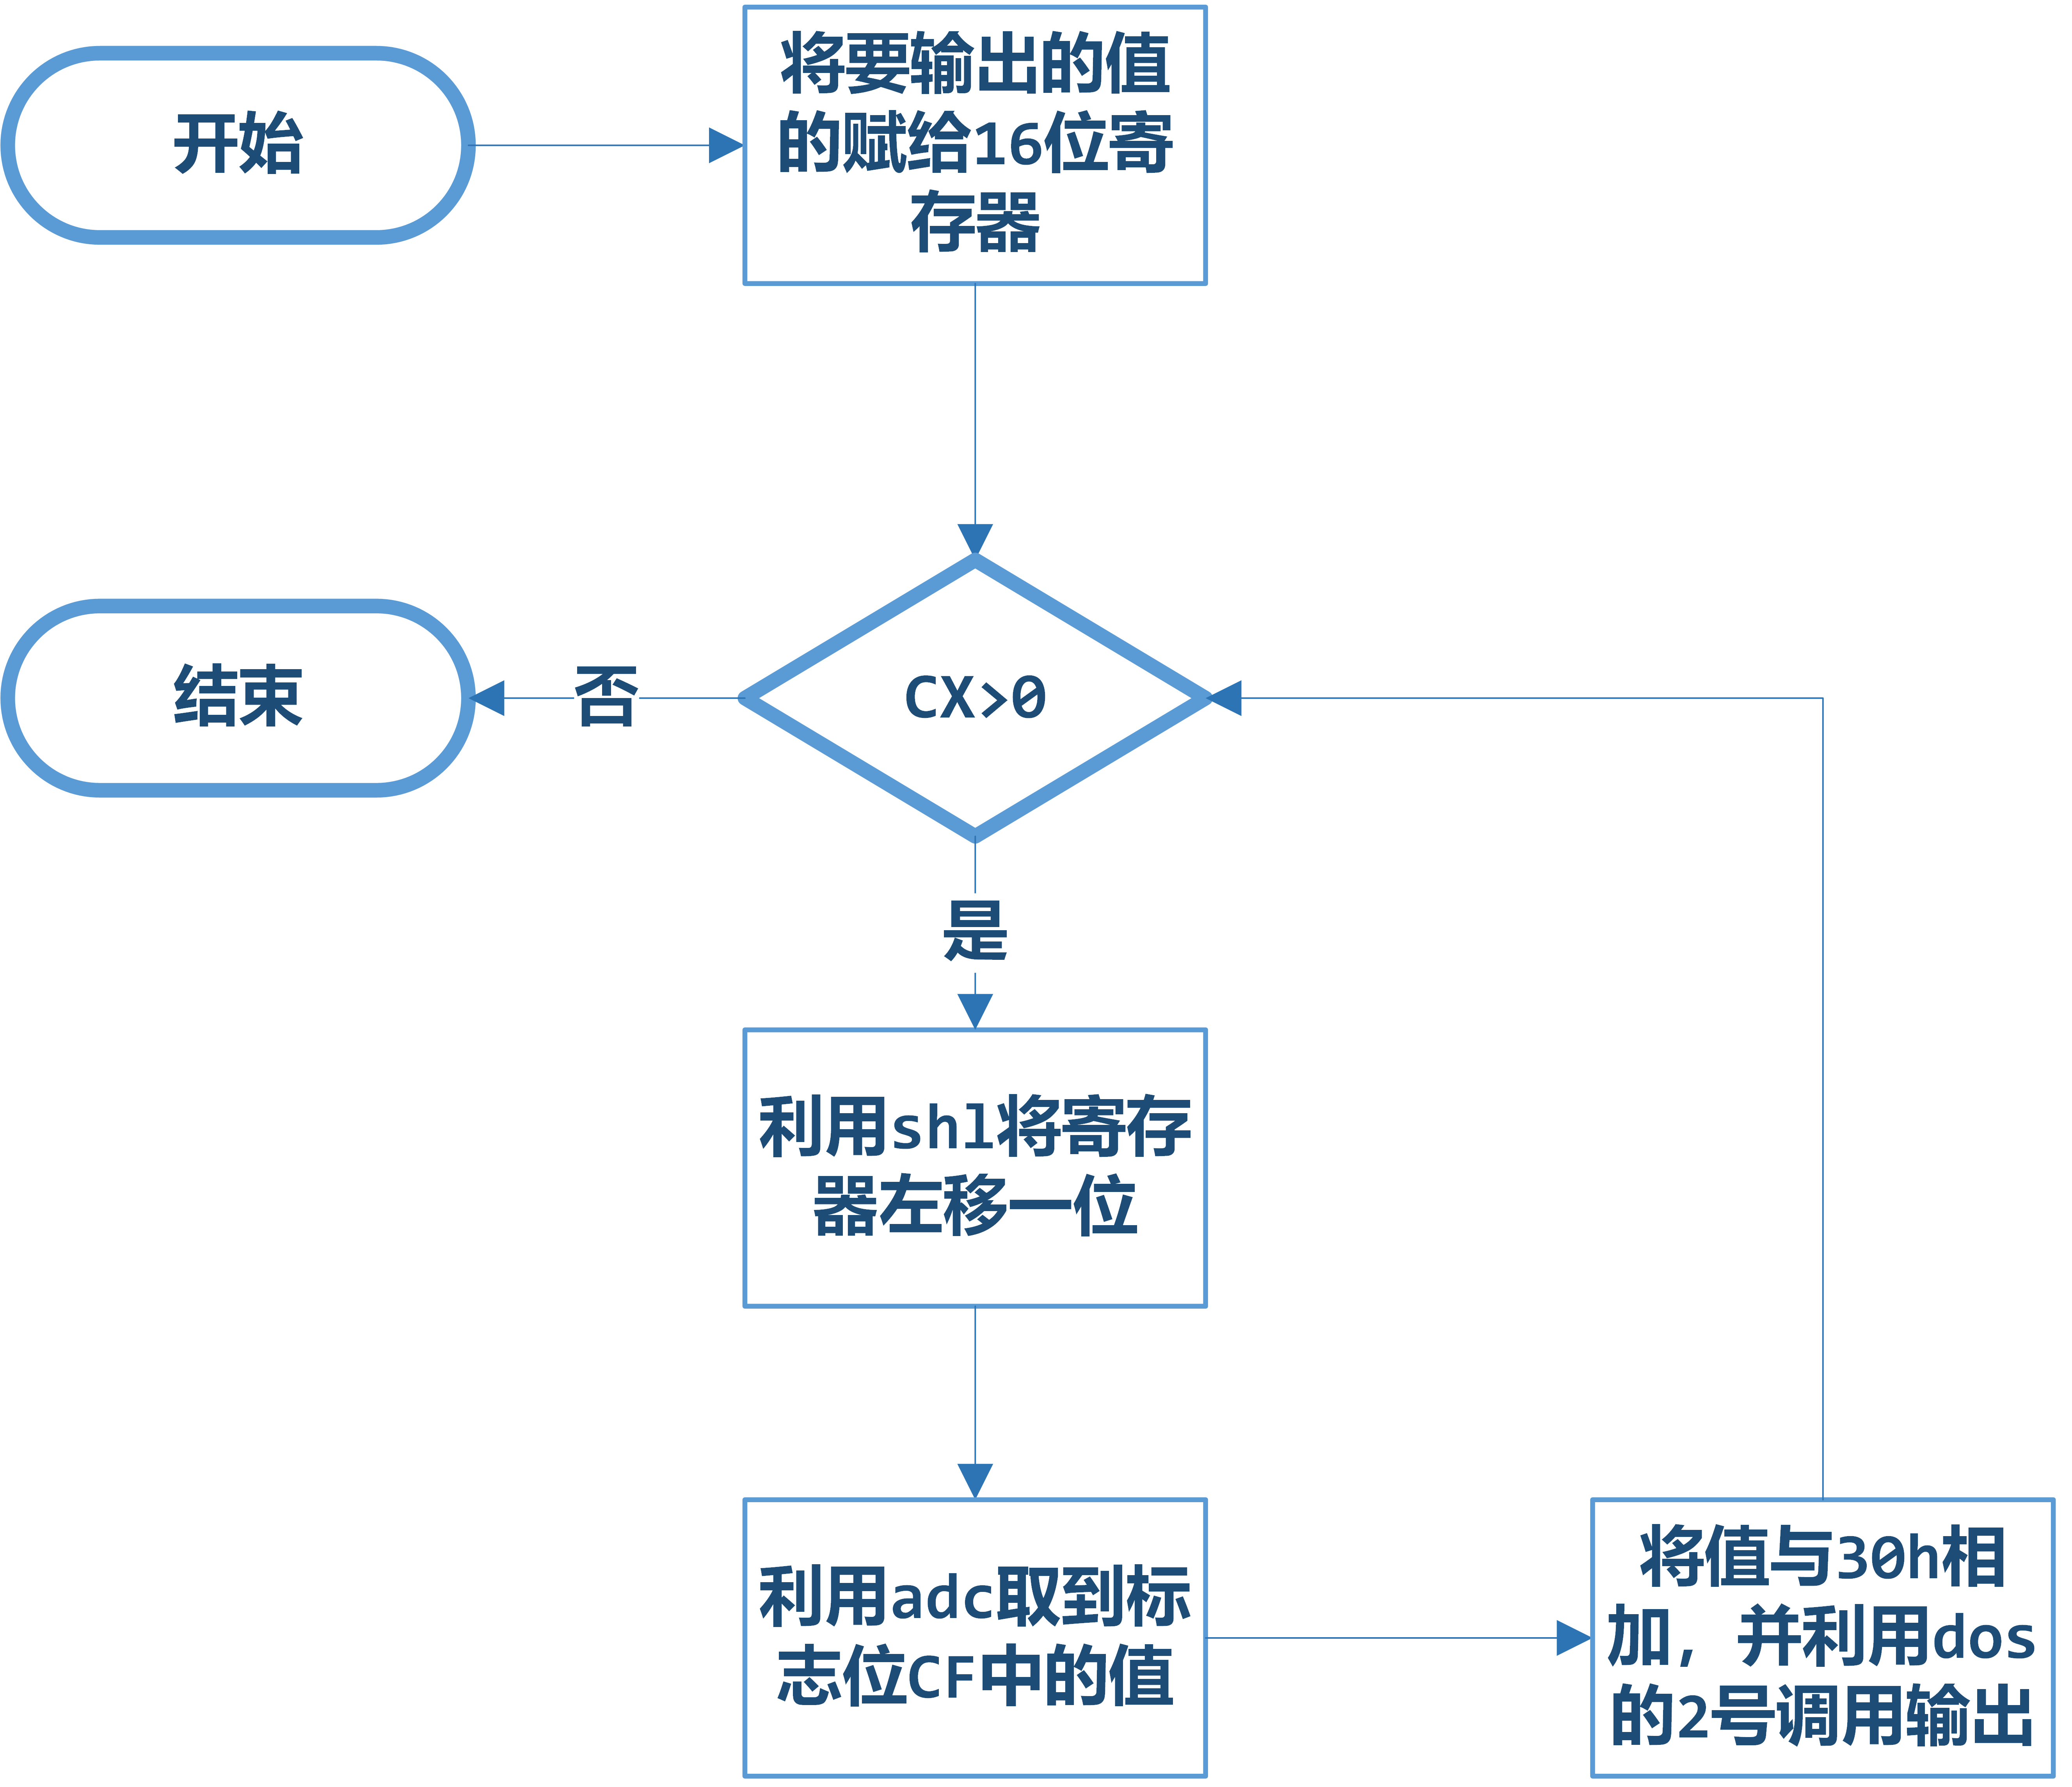 开始
将要输出的值
的赋给16位寄
存器
CX>0
否
结束
是
利用shl将寄存
器左移一位
利用adc取到标
志位CF中的值
将值与30h相
加，并利用dos
的2号调用输出